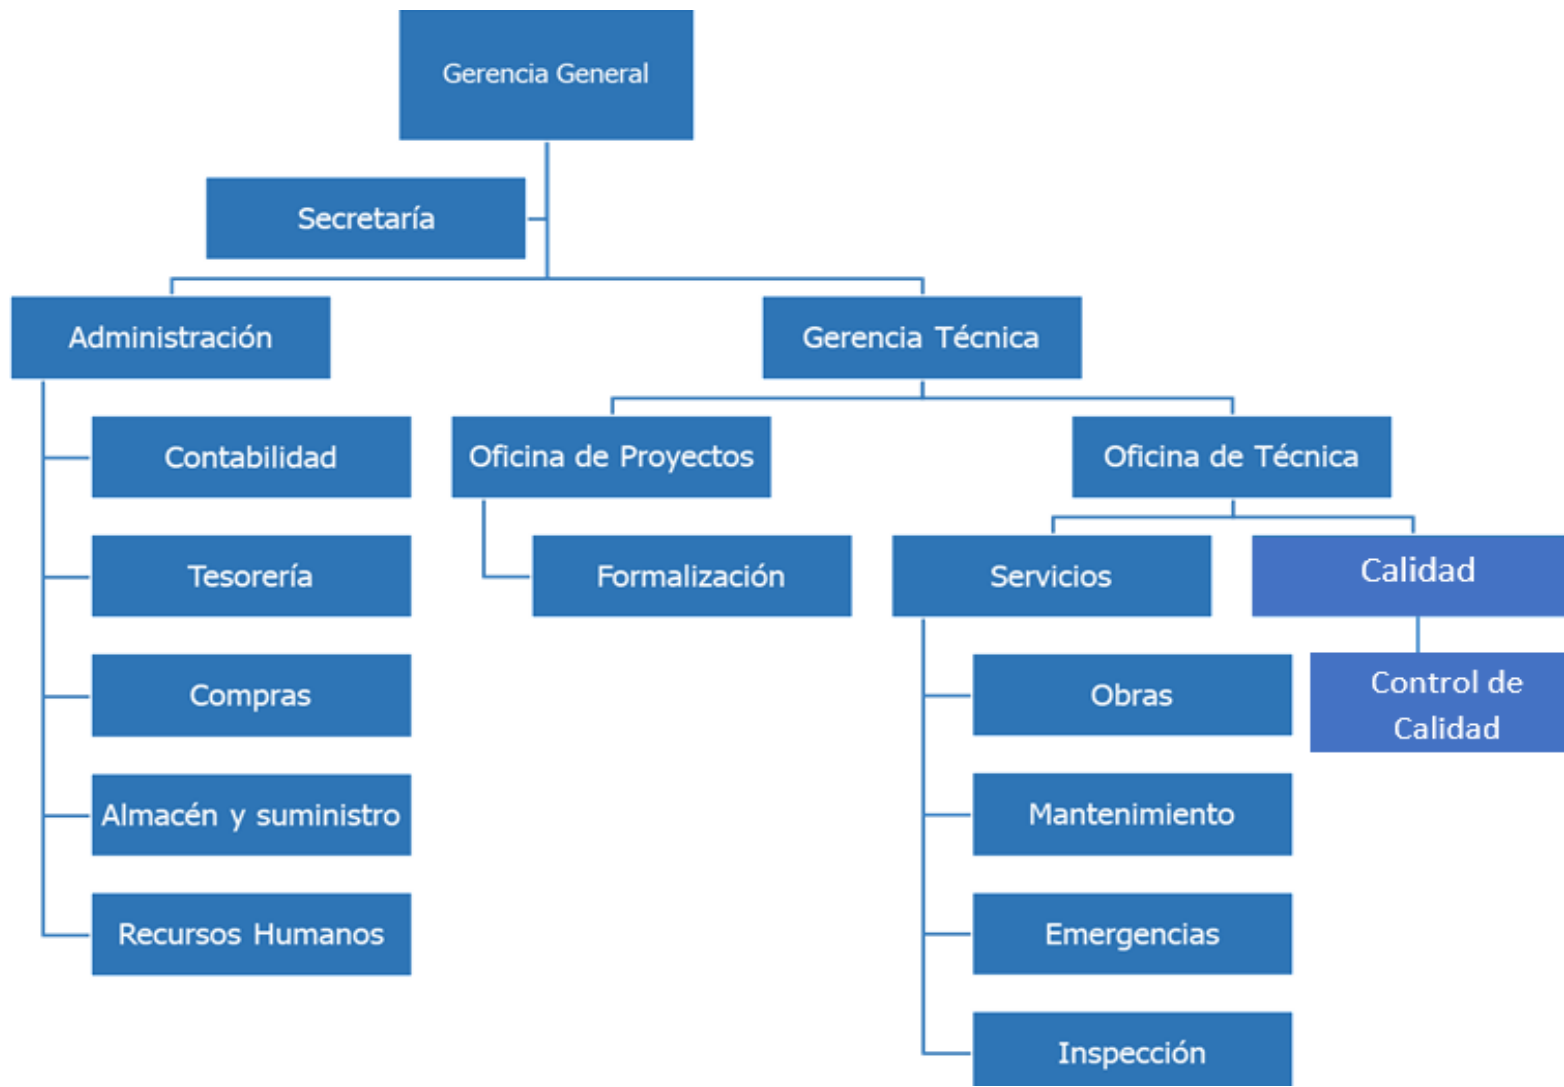 Gerencia General
Secretaría
Administración
Gerencia Técnica
Contabilidad
Oficina de Proyectos
Oficina de Técnica
Tesorería
Formalización
Servicios
Calidad
Compras
Obras
Control de
Calidad
Almacén y suministro
Mantenimiento
Recursos Humanos
Emergencias
Inspección